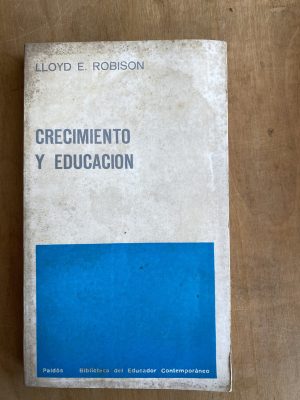 LLOYD E. ROBISON
CRECIMIENTO
Y EDUCACION
Paidós Biblioteca del Educador Contemporáneo